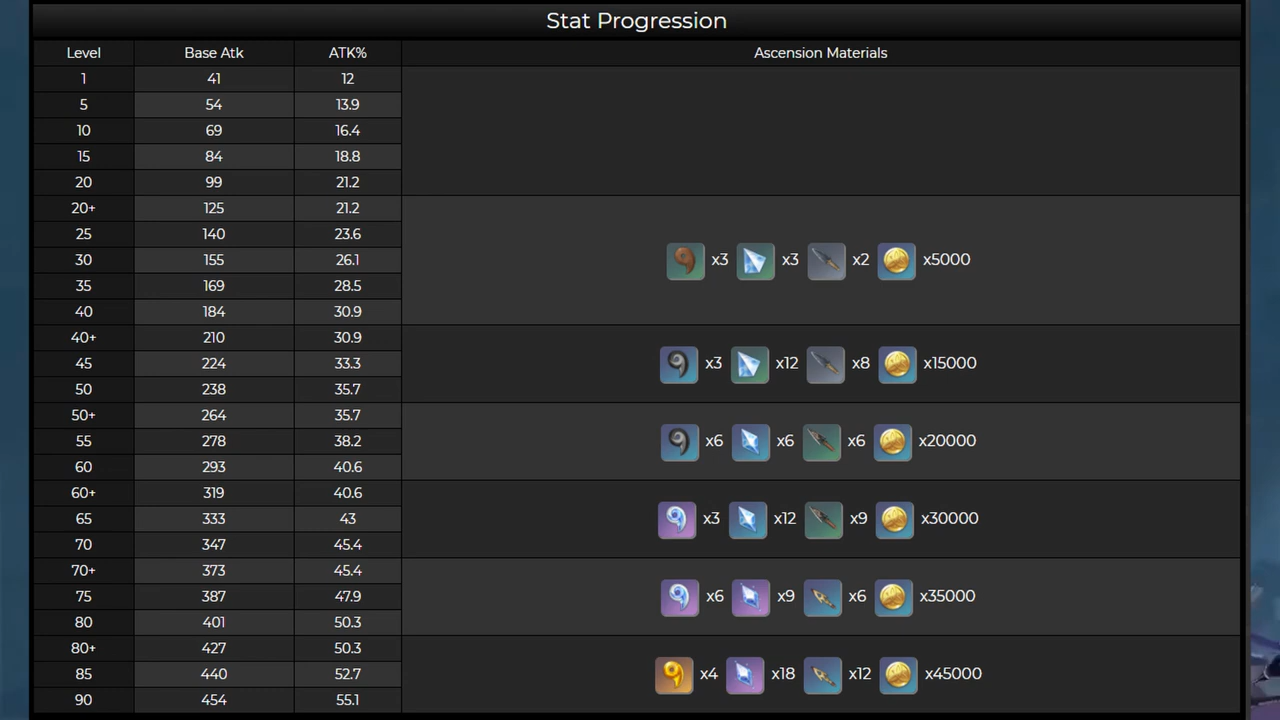 Stat Progression
Level Base Atk ATK% Ascension Materials
1 41 12
5 54 13.9
10 69 16.4
15 84 18.8
20 99 21.2
20+ 125 21.2
25 140 23.6
30 155 26.1 x3 x3 x2 x5000
35 169 28.5
40 184 30.9
40+ 210 30.9
45 224 33.3 x3 x12 x8 x15000
50 238 35.7
50+ 264 35.7
55 278 38.2 x6 x6 x6 x20000
60 293 40.6
60+ 319 40.6
65 333 43 x3 x12 x9 x30000
70 347 45.4
70+ 373 45.4
75 387 47.9 x6 x9 x6 x35000
80 401 50.3
80+ 427 50.3
85 440 52.7 x4 x18 x12 x45000
90 454 55.1